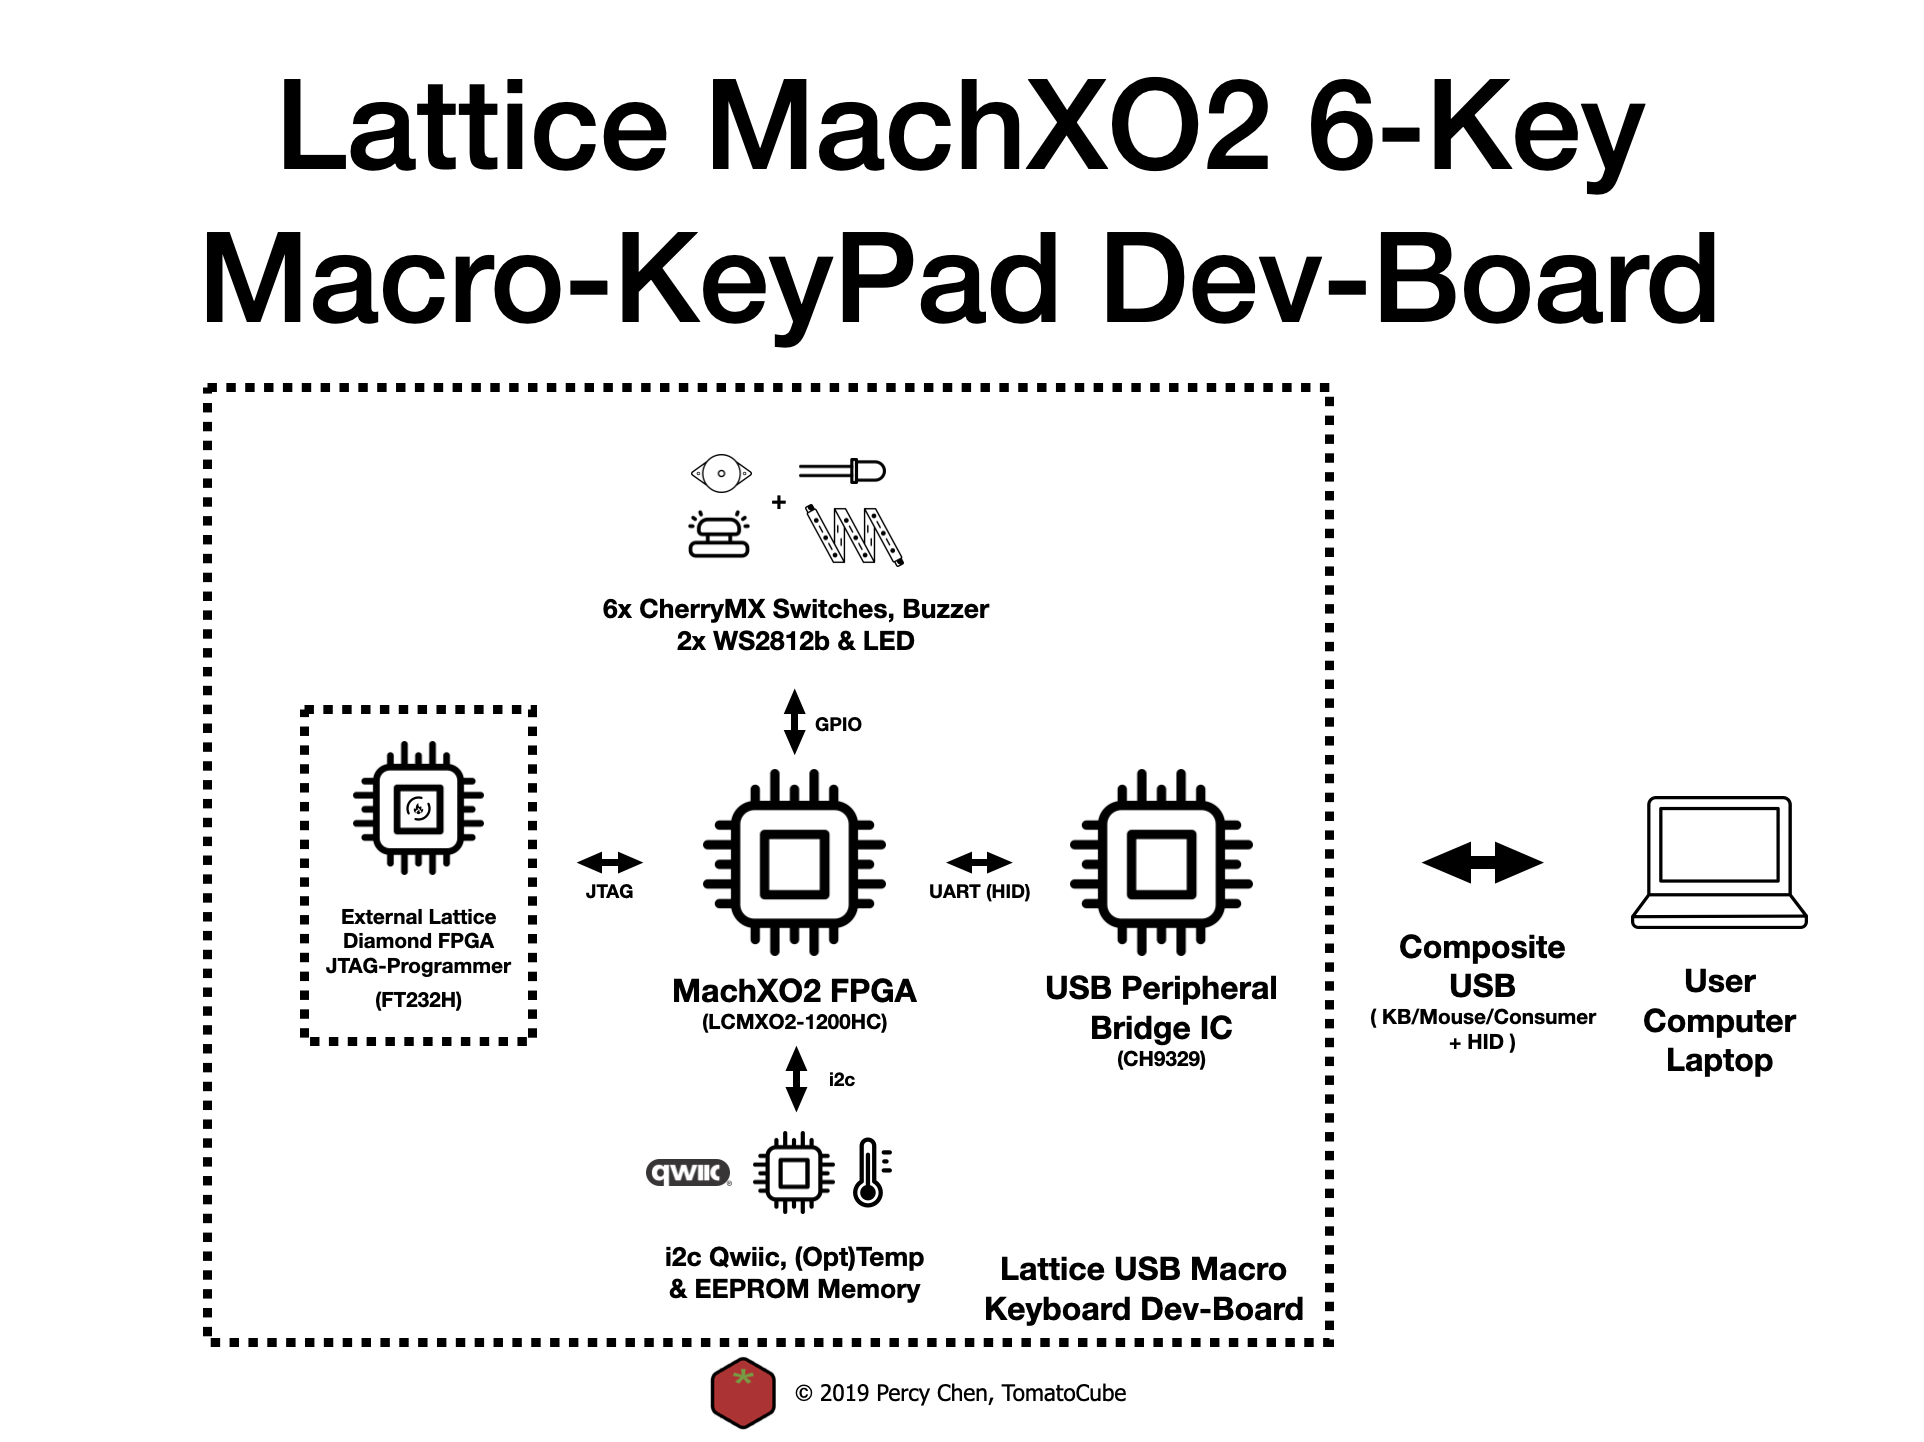 Lattice MachXO2 6-Key
Macro-KeyPad Dev-Board
+
6x CherryMX Switches, Buzzer
2x WS2812b & LED
GPIO
External Lattice
Diamond FPGA
JTAG-Programmer
(FT232H)
JTAG
MachXO2 FPGA
(LCMXO2-1200HC)
UART (HID)
USB Peripheral
Bridge IC
(CH9329)
Composite
USB
( KB/Mouse/Consumer
+ HID )
User
Computer
Laptop
i2c
qwiic®
i2c Qwiic, (Opt)Temp
& EEPROM Memory
Lattice USB Macro
Keyboard Dev-Board
*
© 2019 Percy Chen, TomatoCube